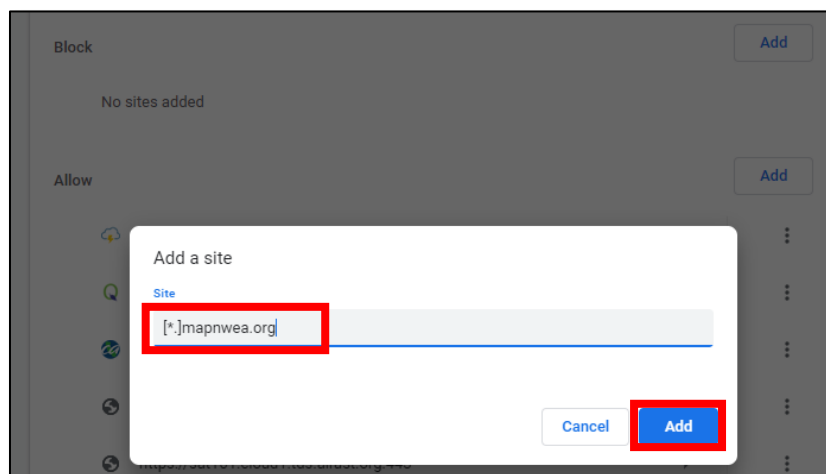 Block
Add
No sites added
Allow
Add
Add a site
Site
[*.]mapnwea.org
Cancel
Add